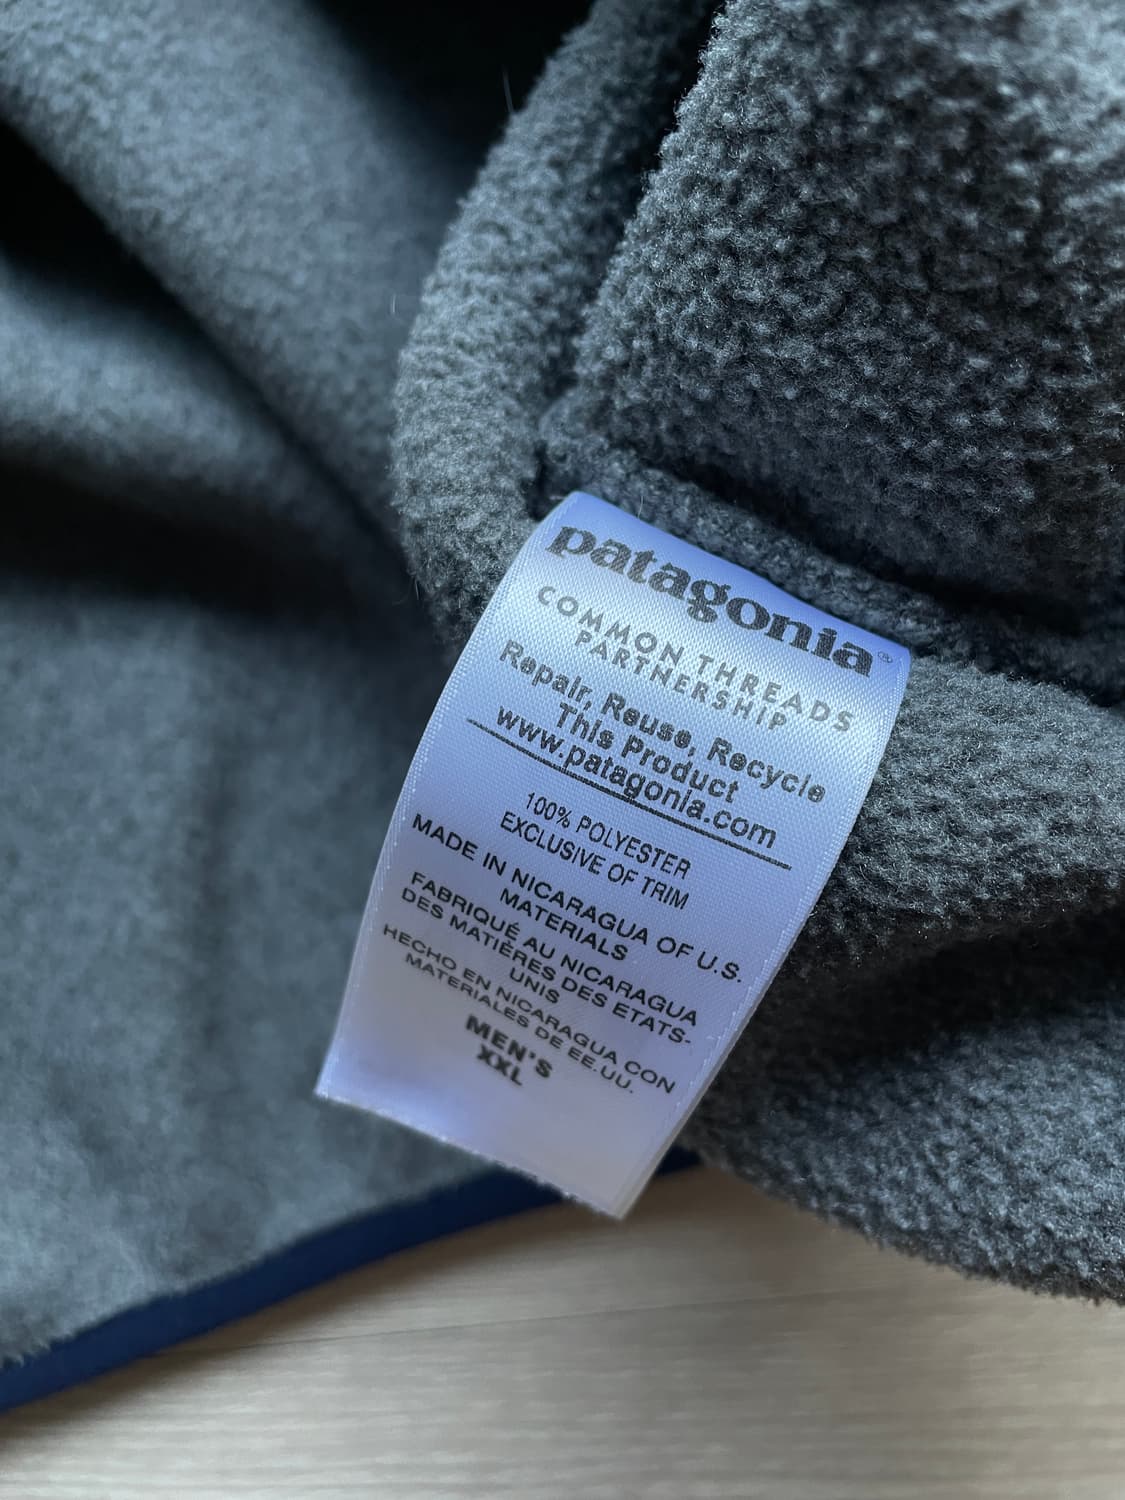 patagonia®
COMMON THREADS
PARTNERSHIP
Repair, Reuse, Recycle
This Product
www.patagonia.com
100% POLYESTER
EXCLUSIVE OF TRIM
MADE IN NICARAGUA OF U.S.
MATERIALS
FABRIQUÉ AU NICARAGUA
DES MATIÈRES DES ETATS-
UNIS
HECHO EN NICARAGUA CON
MATERIALES DE EE.UU.
MEN'S
XXL